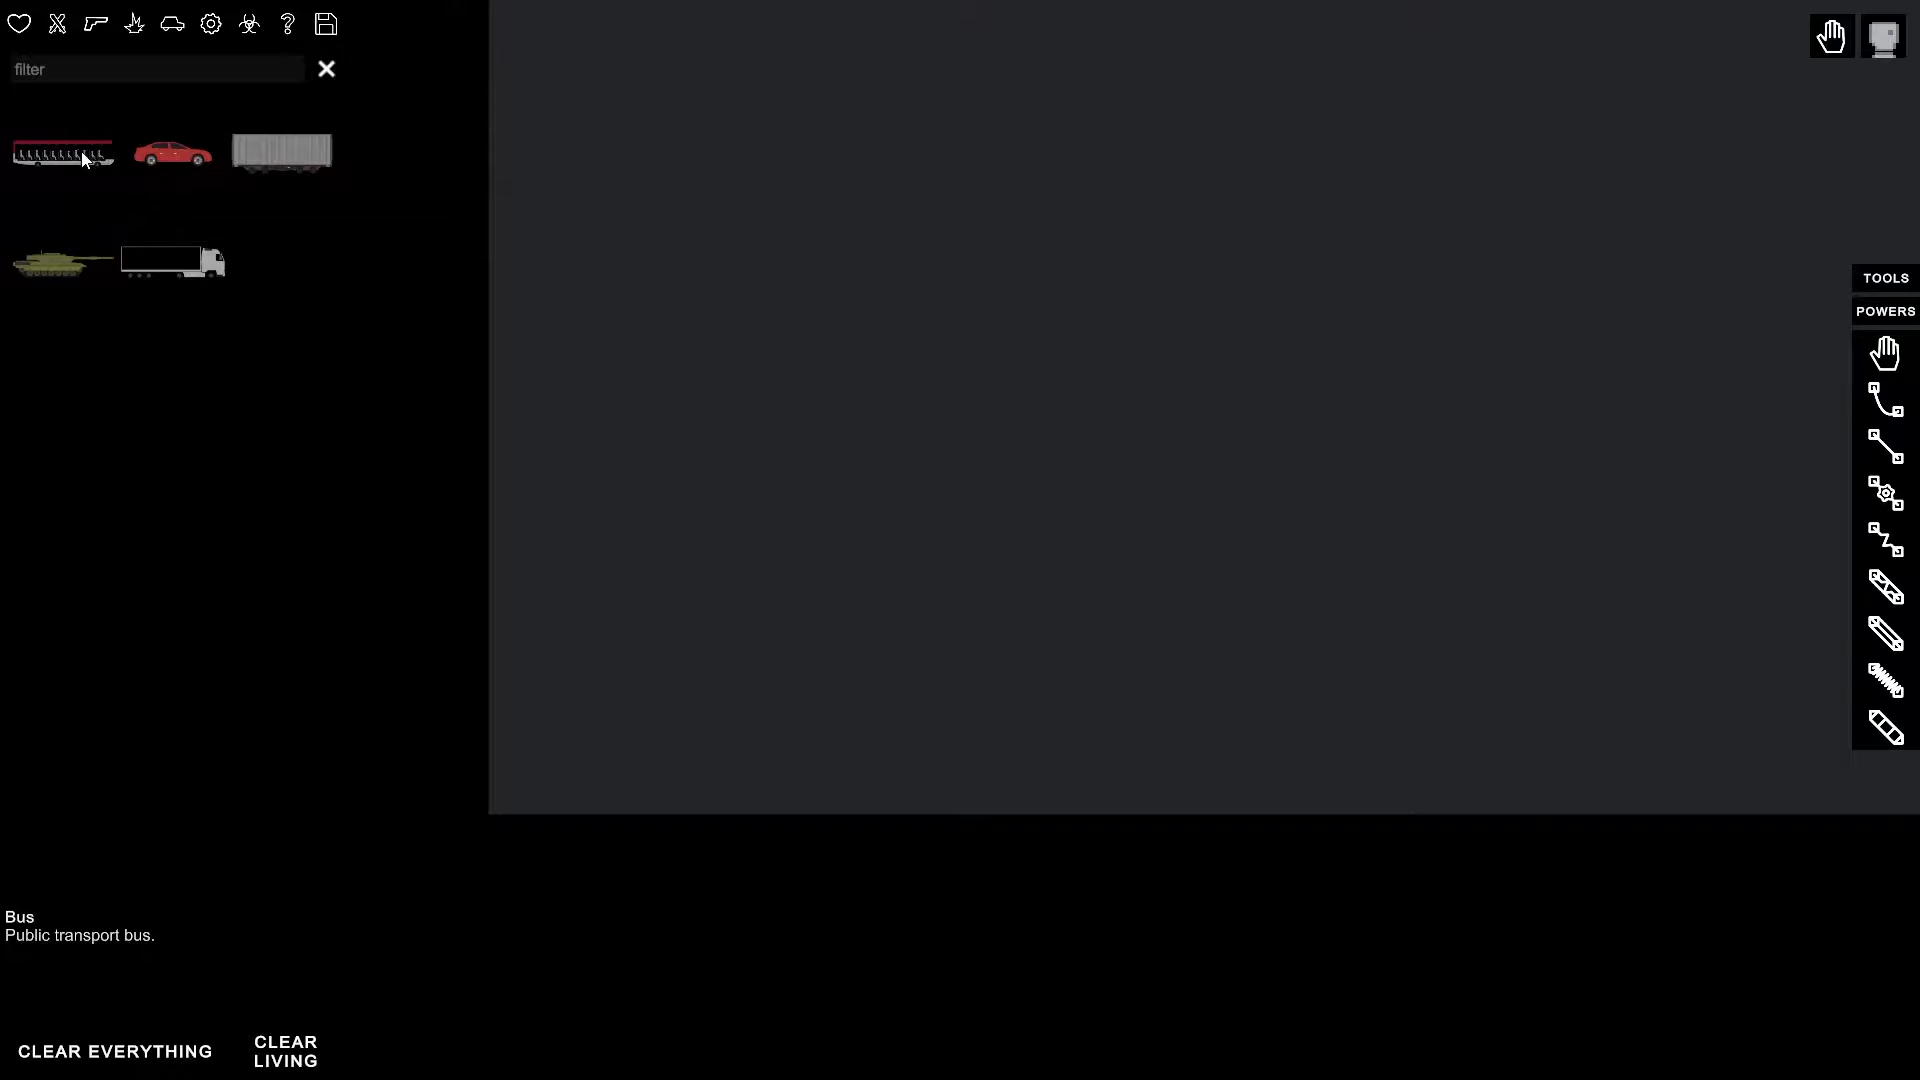 filter
TOOLS
POWERS
Bus
Public transport bus.
CLEAR EVERYTHING
CLEAR
LIVING